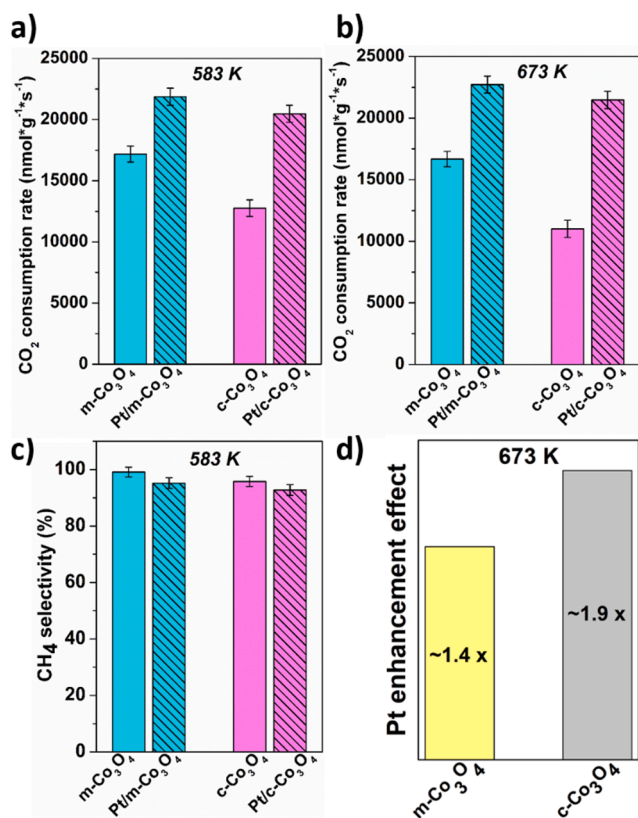 a)
583 K
CO₂ consumption rate (nmol*g⁻¹*s⁻¹)
25000
20000
15000
10000
5000
0
m-Co₃O₄
Pt/m-Co₃O₄
c-Co₃O₄
Pt/c-Co₃O₄
b)
673 K
CO₂ consumption rate (nmol*g⁻¹*s⁻¹)
25000
20000
15000
10000
5000
0
m-Co₃O₄
Pt/m-Co₃O₄
c-Co₃O₄
Pt/c-Co₃O₄
c)
583 K
CH₄ selectivity (%)
100
80
60
40
20
0
m-Co₃O₄
Pt/m-Co₃O₄
c-Co₃O₄
Pt/c-Co₃O₄
d)
673 K
Pt enhancement effect
~1.4 x
~1.9 x
m-Co₃O₄
c-Co₃O₄